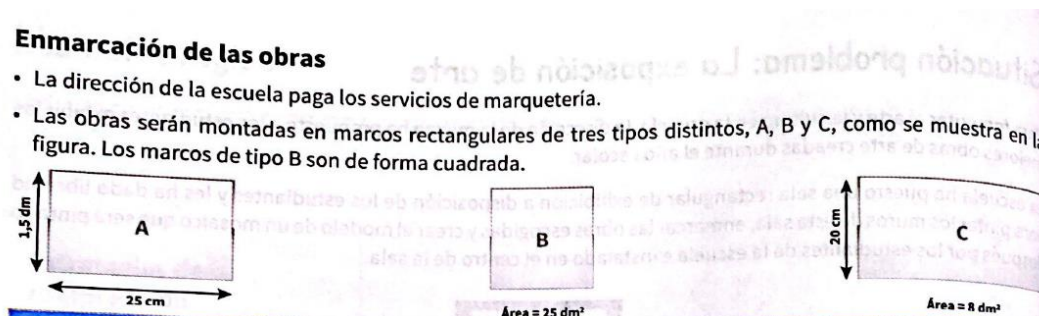 Enmarcación de las obras
• La dirección de la escuela paga los servicios de marquetería.
• Las obras serán montadas en marcos rectangulares de tres tipos distintos, A, B y C, como se muestra en
figura. Los marcos de tipo B son de forma cuadrada.
1,5 dm
A
25 cm
B
Área = 25 dm²
20 cm
C
Área = 8 dm²